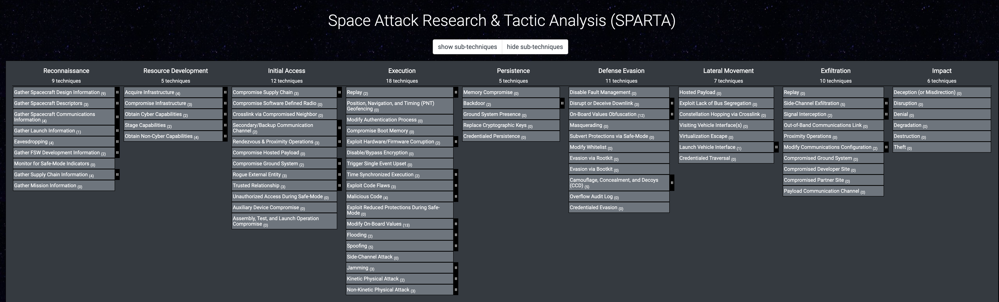 Space Attack Research & Tactic Analysis (SPARTA)
show sub-techniques
hide sub-techniques
Reconnaissance
9 techniques
Gather Spacecraft Design Information (9)
Gather Spacecraft Descriptors (3)
Gather Spacecraft Communications
Information (4)
Gather Launch Information (1)
Eavesdropping (4)
Gather FSW Development Information (2)
Monitor for Safe-Mode Indicators (0)
Gather Supply Chain Information (4)
Gather Mission Information (0)
Resource Development
5 techniques
Acquire Infrastructure (4)
Compromise Infrastructure (3)
Obtain Cyber Capabilities (2)
Stage Capabilities (2)
Obtain Non-Cyber Capabilities (4)
Initial Access
12 techniques
Compromise Supply Chain (3)
Compromise Software Defined Radio (0)
Crosslink via Compromised Neighbor (0)
Secondary/Backup Communication
Channel (2)
Rendezvous & Proximity Operations (3)
Compromise Hosted Payload (0)
Compromise Ground System (2)
Rogue External Entity (3)
Trusted Relationship (3)
Unauthorized Access During Safe-Mode (0)
Auxiliary Device Compromise (0)
Assembly, Test, and Launch Operation
Compromise (0)
Execution
18 techniques
Replay (2)
Position, Navigation, and Timing (PNT)
Geofencing (0)
Modify Authentication Process (0)
Compromise Boot Memory (0)
Exploit Hardware/Firmware Corruption (2)
Disable/Bypass Encryption (0)
Trigger Single Event Upset (0)
Time Synchronized Execution (2)
Exploit Code Flaws (3)
Malicious Code (4)
Exploit Reduced Protections During Safe-
Mode (0)
Modify On-Board Values (13)
Flooding (2)
Spoofing (5)
Side-Channel Attack (0)
Jamming (3)
Kinetic Physical Attack (2)
Non-Kinetic Physical Attack (3)
Persistence
5 techniques
Memory Compromise (0)
Backdoor (2)
Ground System Presence (0)
Replace Cryptographic Keys (0)
Credentialed Persistence (0)
Defense Evasion
11 techniques
Disable Fault Management (0)
Disrupt or Deceive Downlink (3)
On-Board Values Obfuscation (12)
Masquerading (0)
Subvert Protections via Safe-Mode (0)
Modify Whitelist (0)
Evasion via Rootkit (0)
Evasion via Bootkit (0)
Camouflage, Concealment, and Decoys
(CCD) (5)
Overflow Audit Log (0)
Credentialed Evasion (0)
Lateral Movement
7 techniques
Hosted Payload (0)
Exploit Lack of Bus Segregation (0)
Constellation Hopping via Crosslink (0)
Visiting Vehicle Interface(s) (0)
Virtualization Escape (0)
Launch Vehicle Interface (1)
Credentialed Traversal (0)
Exfiltration
10 techniques
Replay (0)
Side-Channel Exfiltration (5)
Signal Interception (2)
Out-of-Band Communications Link (0)
Proximity Operations (0)
Modify Communications Configuration (2)
Compromised Ground System (0)
Compromised Developer Site (0)
Compromised Partner Site (0)
Payload Communication Channel (0)
Impact
6 techniques
Deception (or Misdirection) (0)
Disruption (0)
Denial (0)
Degradation (0)
Destruction (0)
Theft (0)